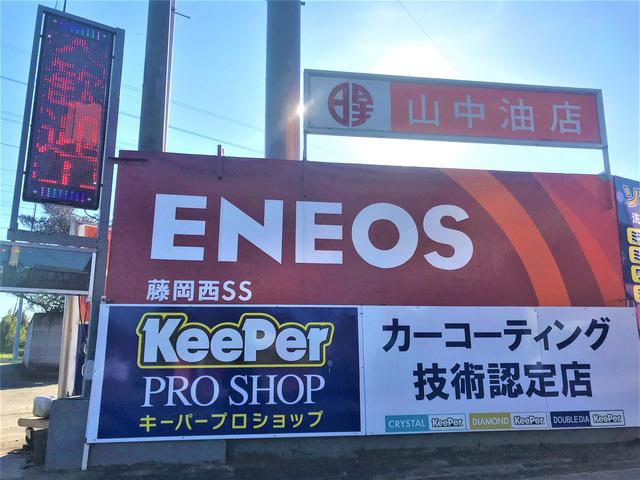 山中油店
ENEOS
藤岡西SS
KeePer
PRO SHOP
キーパープロショップ
カーコーティング
技術認定店
CRYSTAL KeePer
DIAMOND KeePer
DOUBLE DIA KeePer